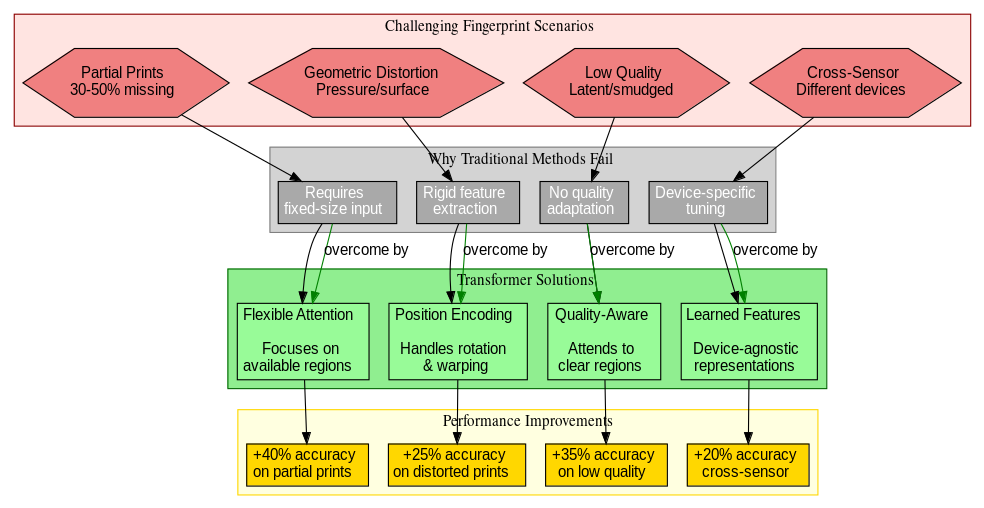 Challenging Fingerprint Scenarios
Partial Prints
30-50% missing
Geometric Distortion
Pressure/surface
Low Quality
Latent/smudged
Cross-Sensor
Different devices
Why Traditional Methods Fail
Requires
fixed-size input
Rigid feature
extraction
No quality
adaptation
Device-specific
tuning
overcome by
overcome by
overcome by
overcome by
Transformer Solutions
Flexible Attention
Focuses on
available regions
Position Encoding
Handles rotation
& warping
Quality-Aware
Attends to
clear regions
Learned Features
Device-agnostic
representations
Performance Improvements
+40% accuracy
on partial prints
+25% accuracy
on distorted prints
+35% accuracy
on low quality
+20% accuracy
cross-sensor